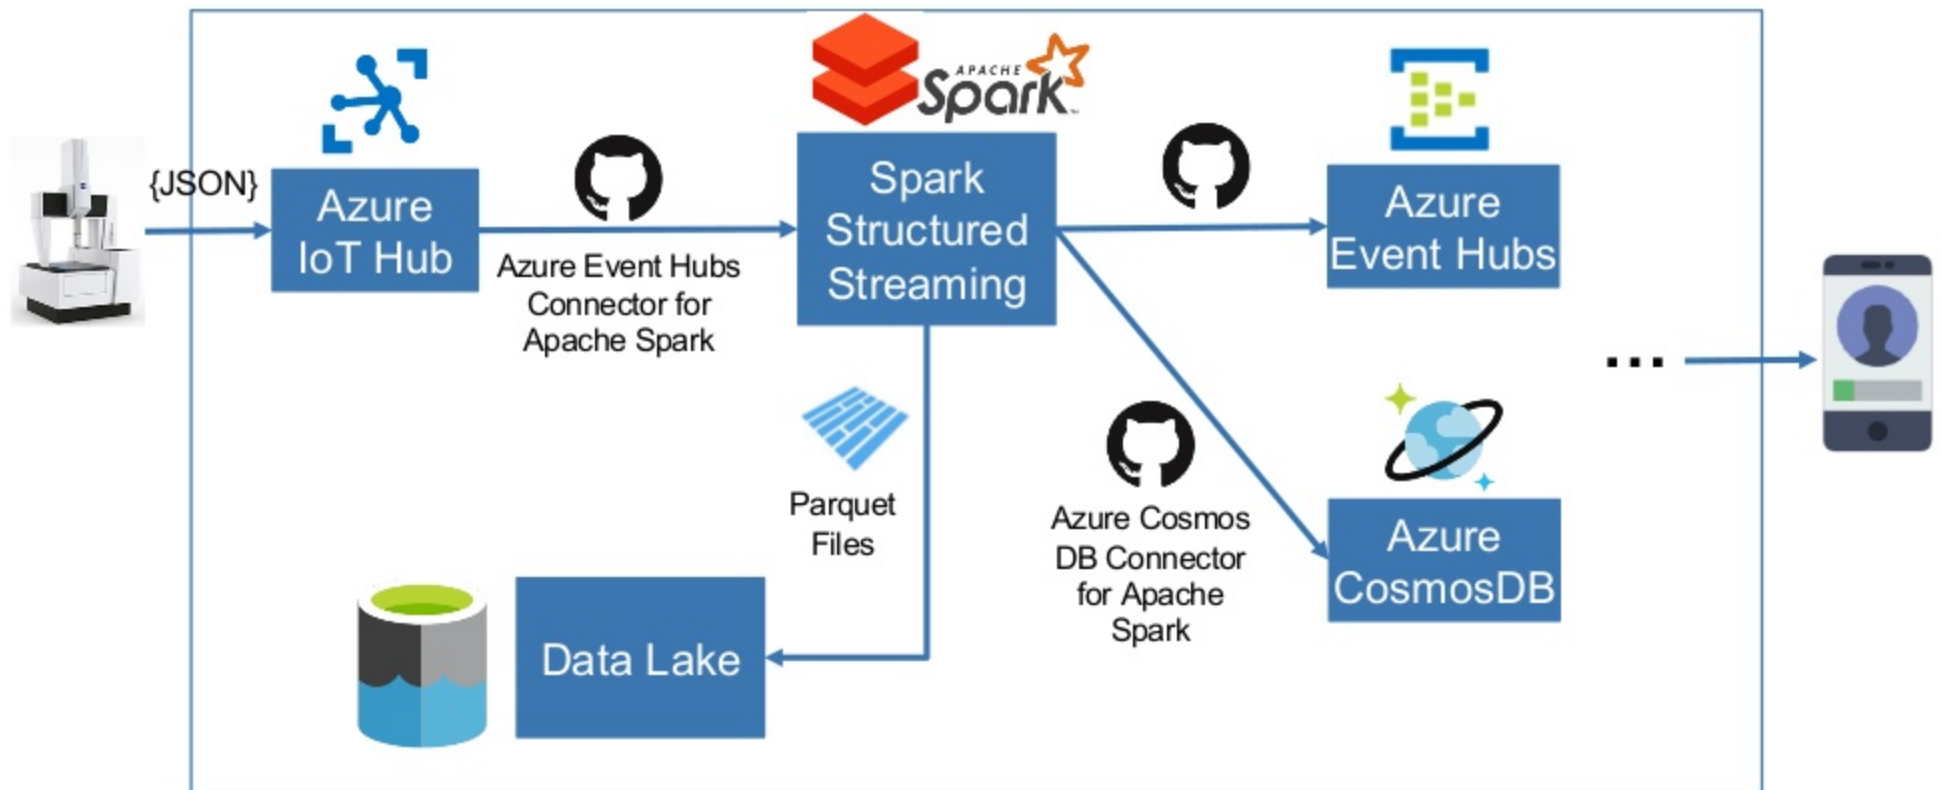 {JSON}
Azure
IoT Hub
Azure Event Hubs
Connector for
Apache Spark
APACHE
Spark
TM
Spark
Structured
Streaming
Azure
Event Hubs
Parquet
Files
Data Lake
Azure Cosmos
DB Connector
for Apache
Spark
Azure
CosmosDB
...